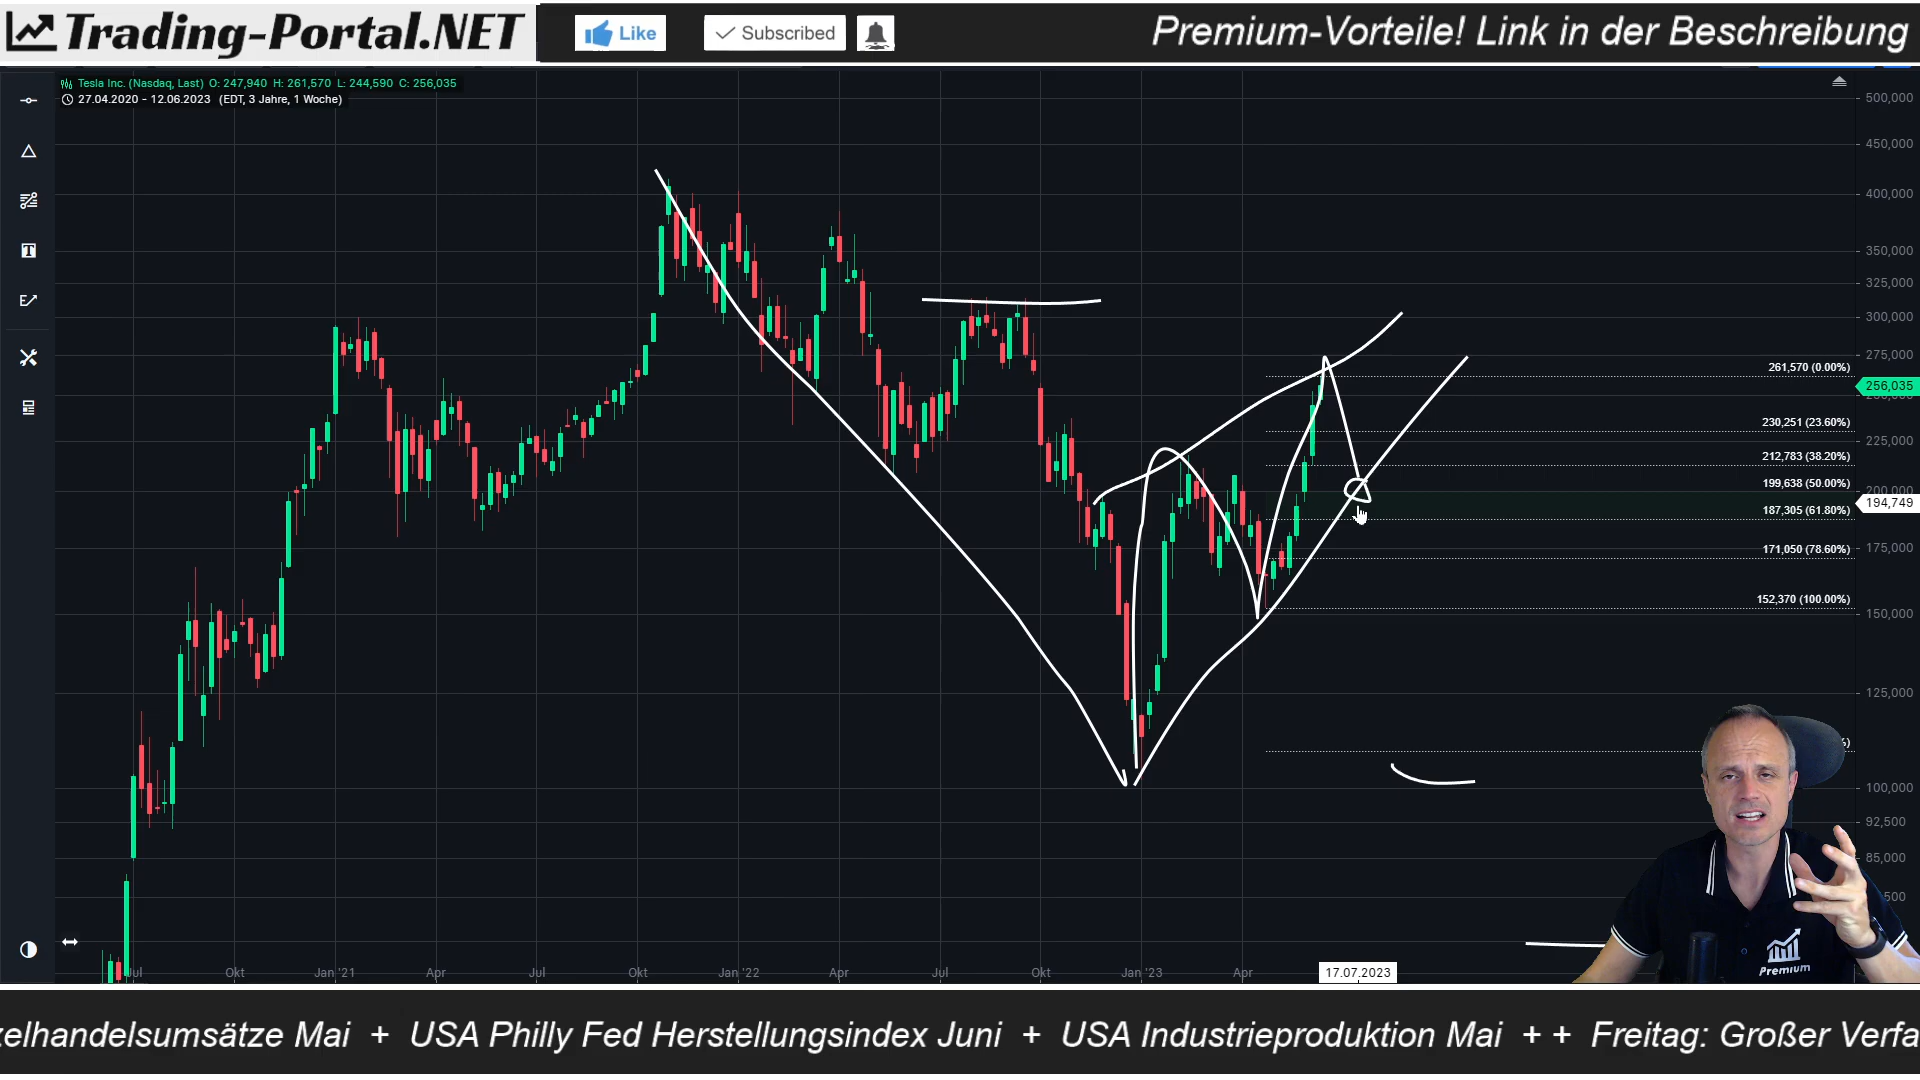 Trading-Portal.NET
Like
Subscribed
Premium-Vorteile! Link in der Beschreibung
Tesla Inc. (Nasdaq, Last) O: 247,940 H: 261,570 L: 244,590 C: 256,035
27.04.2020 - 12.06.2023 (EDT, 3 Jahre, 1 Woche)
500,000
450,000
400,000
350,000
325,000
300,000
275,000
261,570 (0.00%)
256,035
230,251 (23.60%)
225,000
212,783 (38.20%)
199,638 (50.00%)
194,749
187,305 (61.80%)
171,050 (78.60%)
175,000
152,370 (100.00%)
150,000
125,000
100,000
92,500
85,000
Premium
Jul Okt Jan '21 Apr Jul Okt Jan '22 Apr Jul Okt Jan '23 Apr 17.07.2023
zelhandelsumsätze Mai + USA Philly Fed Herstellungsindex Juni + USA Industrieproduktion Mai + + Freitag: Großer Verfa